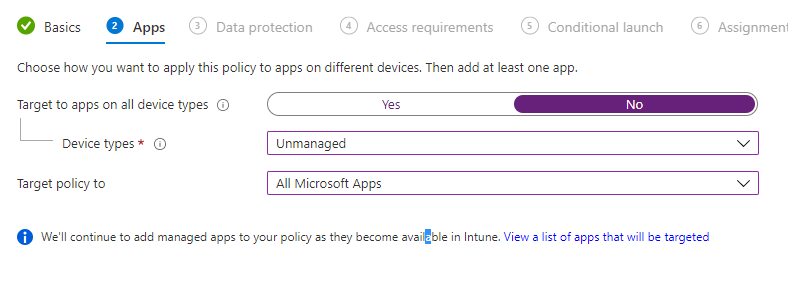 Basics 2 Apps 3 Data protection 4 Access requirements 5 Conditional launch 6 Assignment
Choose how you want to apply this policy to apps on different devices. Then add at least one app.
Target to apps on all device types Yes No
Device types * Unmanaged
Target policy to All Microsoft Apps
We'll continue to add managed apps to your policy as they become available in Intune. View a list of apps that will be targeted